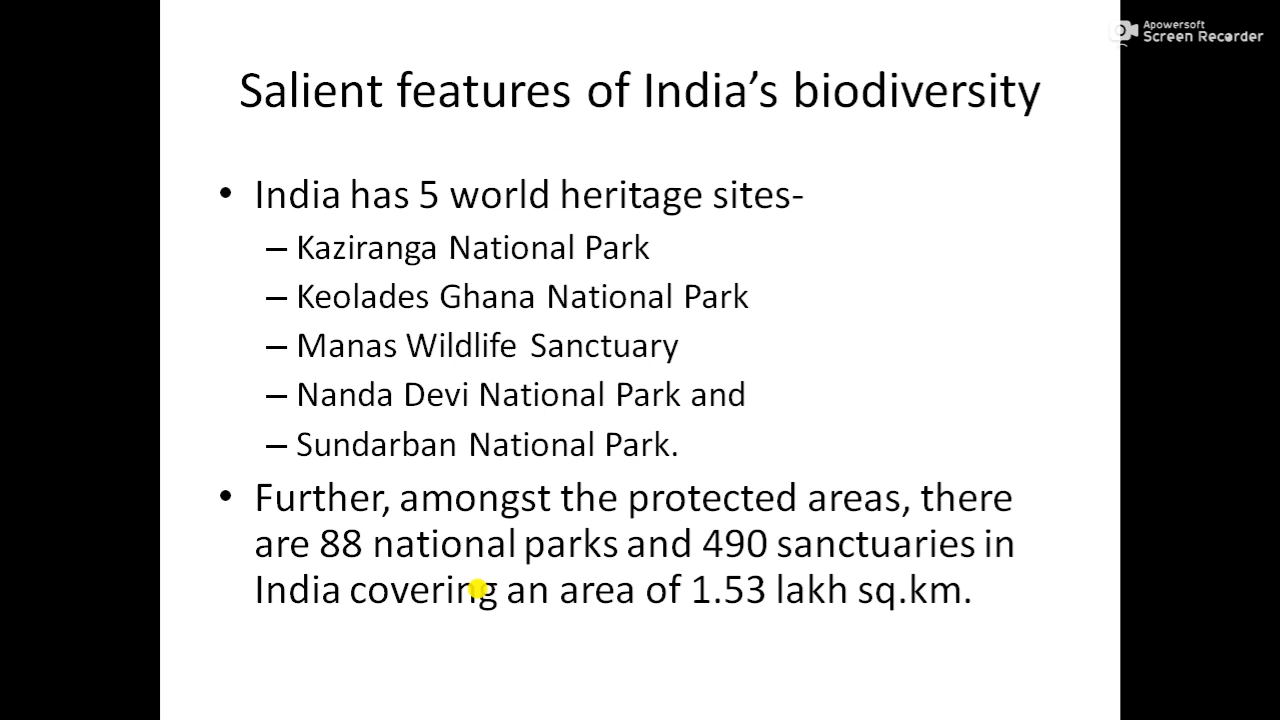 Apowersoft
Screen Recorder
Salient features of India’s biodiversity
• India has 5 world heritage sites-
– Kaziranga National Park
– Keolades Ghana National Park
– Manas Wildlife Sanctuary
– Nanda Devi National Park and
– Sundarban National Park.
• Further, amongst the protected areas, there
are 88 national parks and 490 sanctuaries in
India covering an area of 1.53 lakh sq.km.